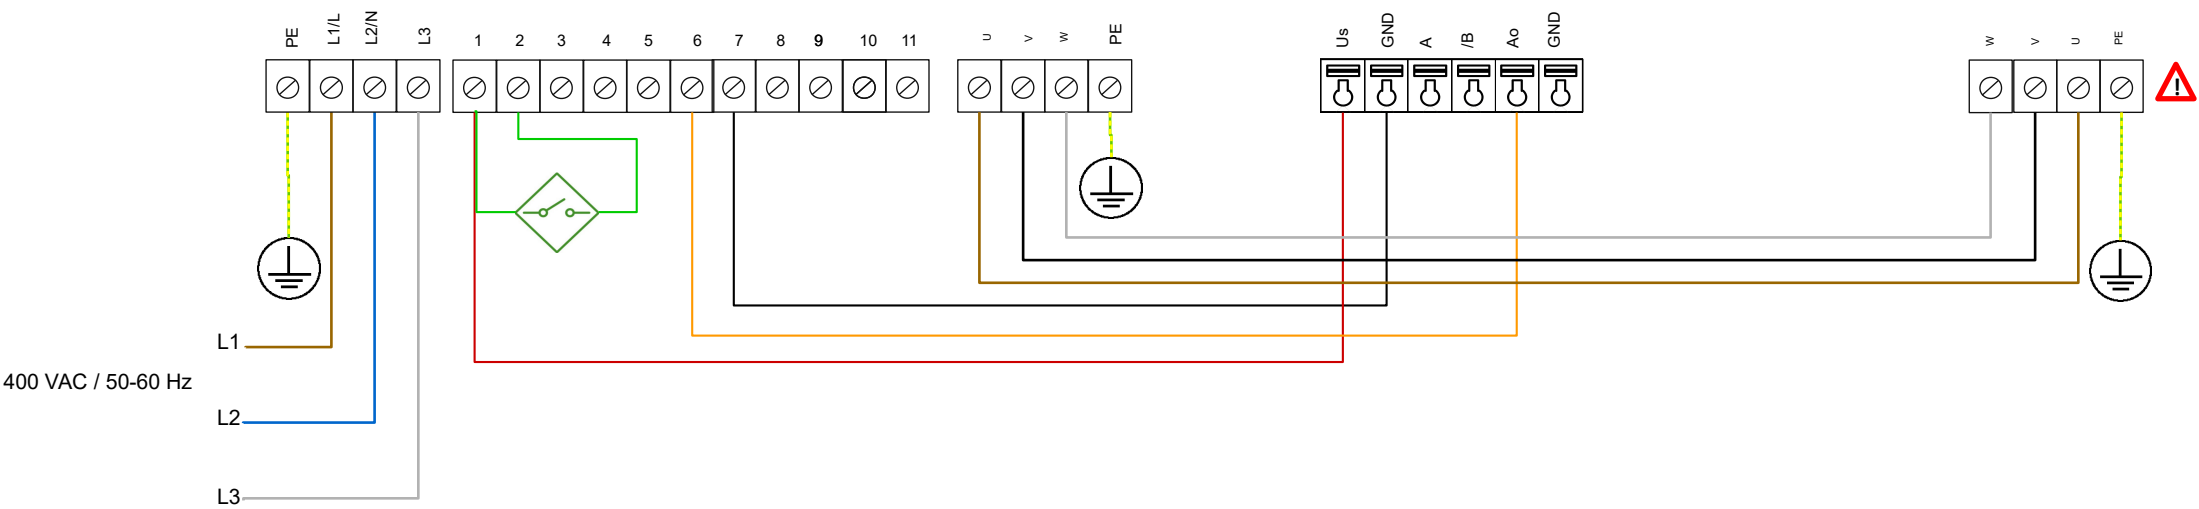 PE L1/L L2/N L3
1 2 3 4 5 6 7 8 9 10 11
U V W PE
Us GND A /B Ao GND
W V U PE
!
L1
400 VAC / 50-60 Hz
L2
L3